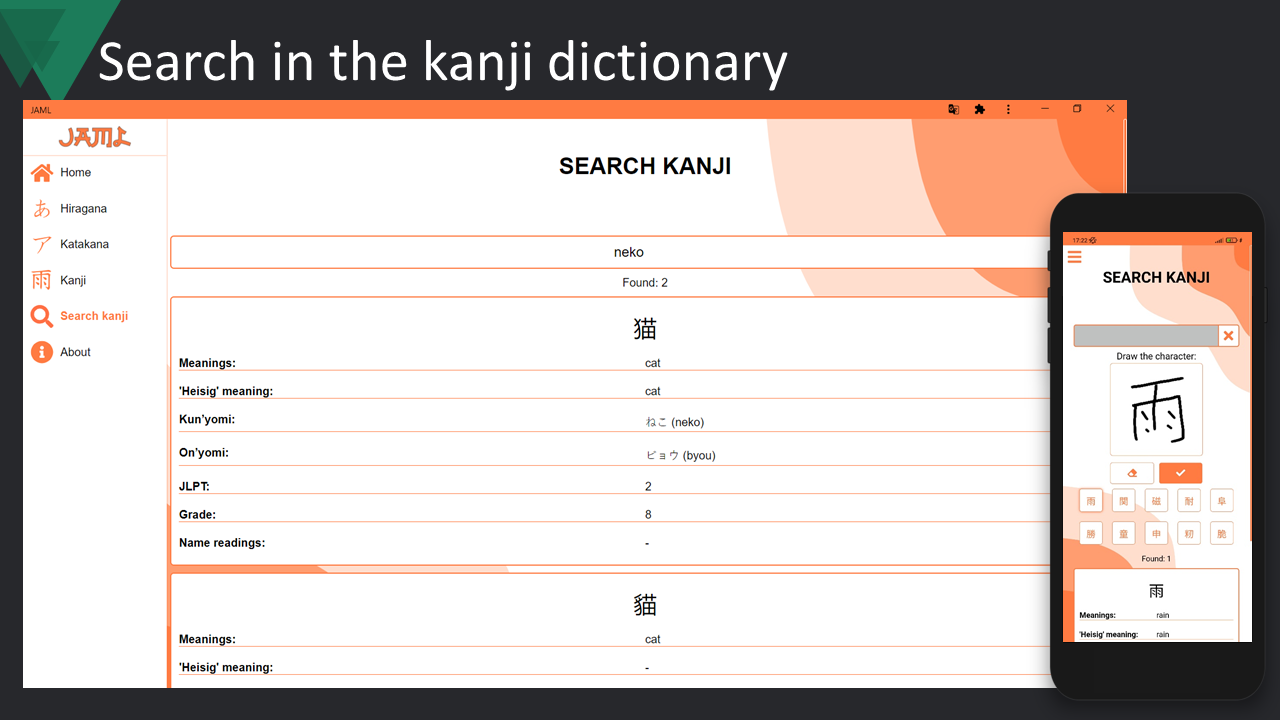 Search in the kanji dictionary
JAML
JAML
Home
あ Hiragana
ア Katakana
雨 Kanji
Search kanji
About
SEARCH KANJI
neko
Found: 2
猫
Meanings: cat
'Heisig' meaning: cat
Kun'yomi: ねこ (neko)
On'yomi: ビョウ (byou)
JLPT: 2
Grade: 8
Name readings: -
貓
Meanings: cat
'Heisig' meaning: -
17:22
SEARCH KANJI
Draw the character:
雨
雨 関 磁 耐 阜
勝 童 申 籾 脆
Found: 1
雨
Meanings: rain
'Heisig' meaning: rain